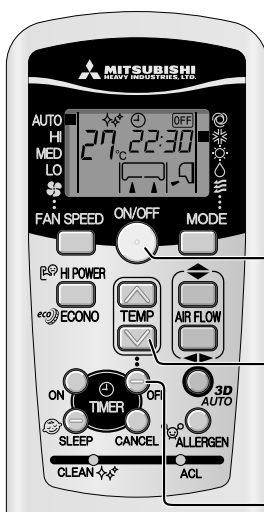 MITSUBISHI
HEAVY INDUSTRIES, LTD.
AUTO
OFF
HI
27°C 22:30
MED
LO
FAN SPEED
ON/OFF
MODE
HI POWER
eco ECONO
TEMP
AIR FLOW
ON
OFF
3D
AUTO
TIMER
SLEEP
CANCEL
ALLERGEN
CLEAN
ACL